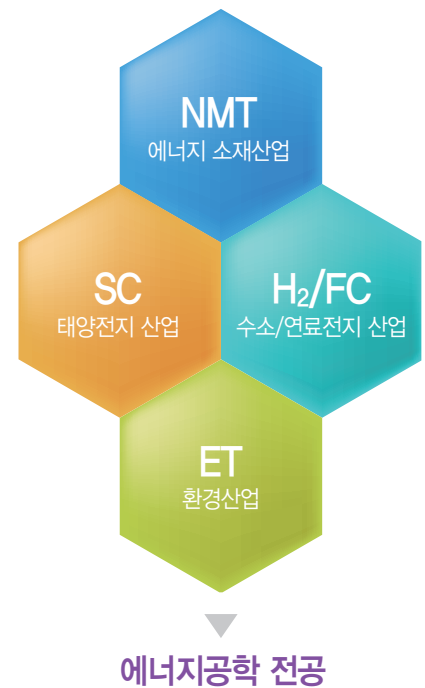 NMT
에너지 소재산업
SC
태양전지 산업
H₂/FC
수소/연료전지 산업
ET
환경산업
에너지공학 전공